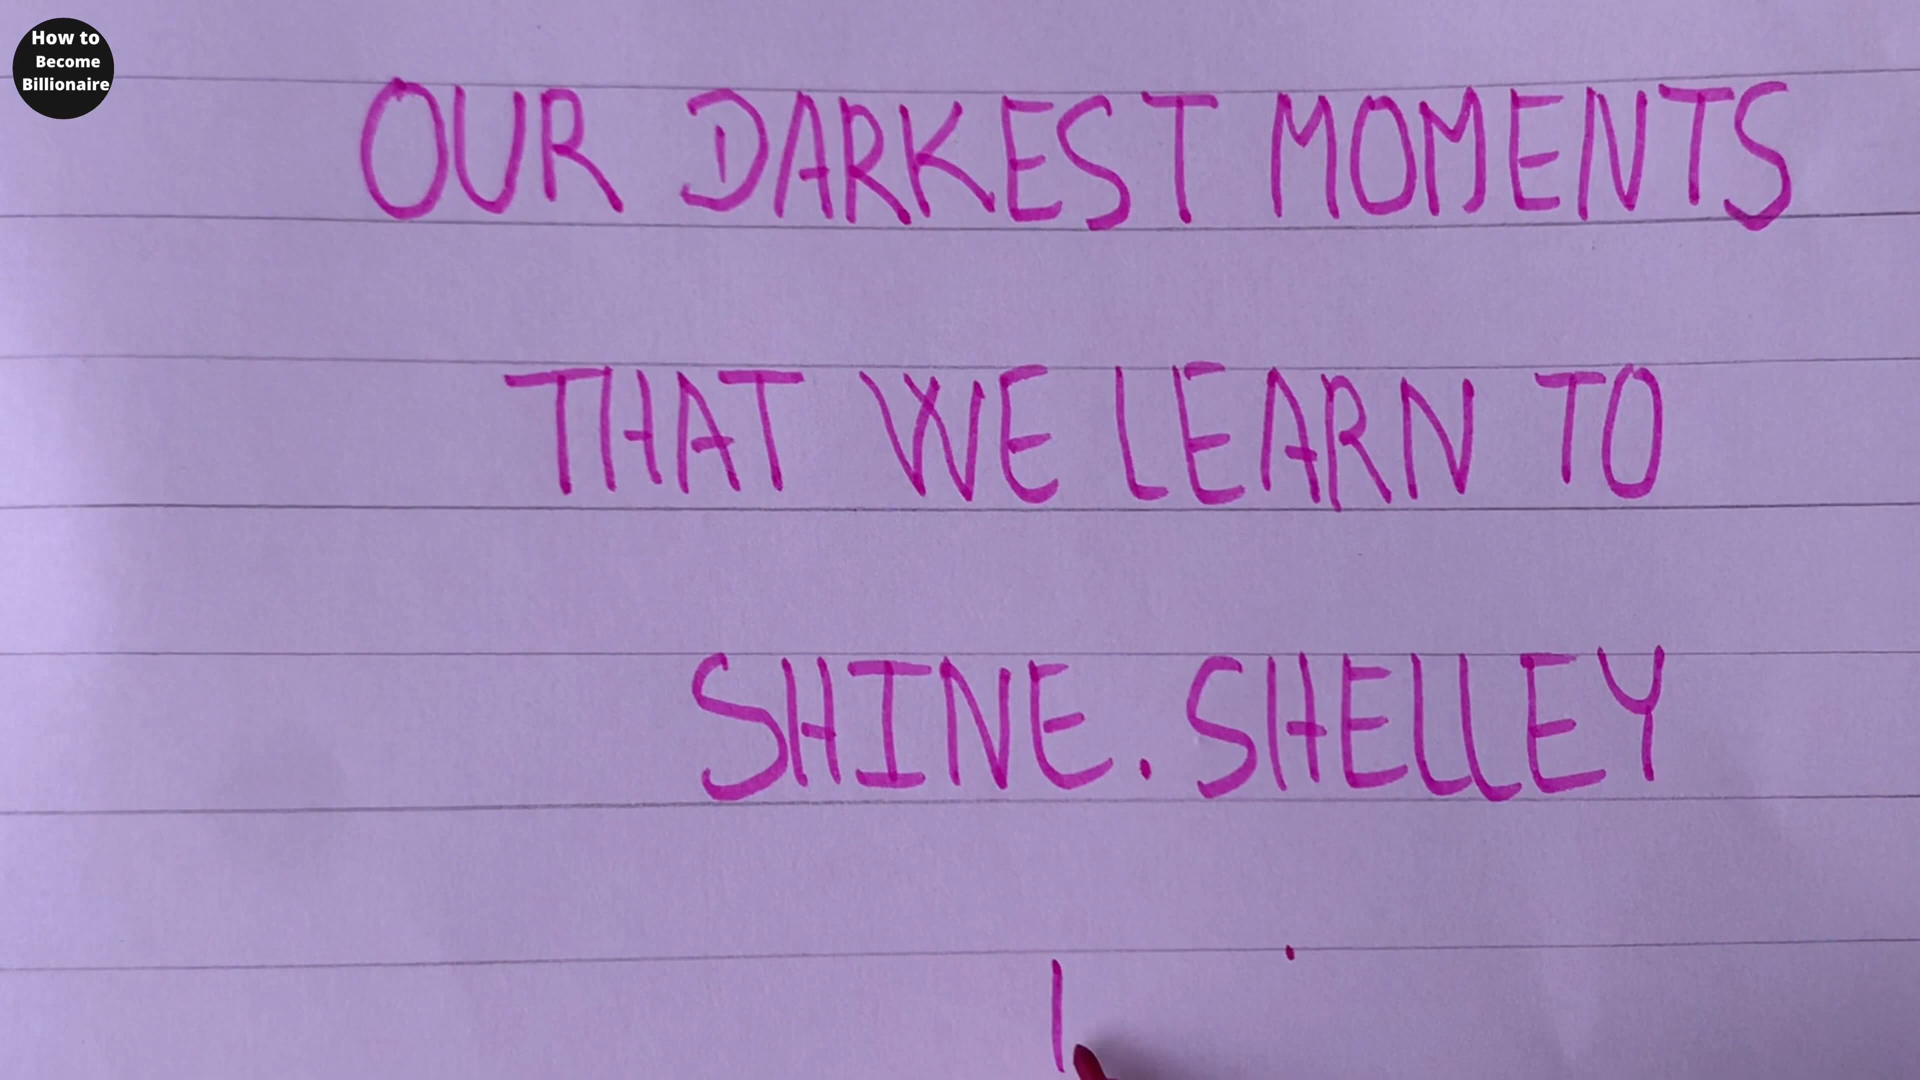 How to
Become
Billionaire
OUR DARKEST MOMENTS
THAT WE LEARN TO
SHINE. SHELLEY